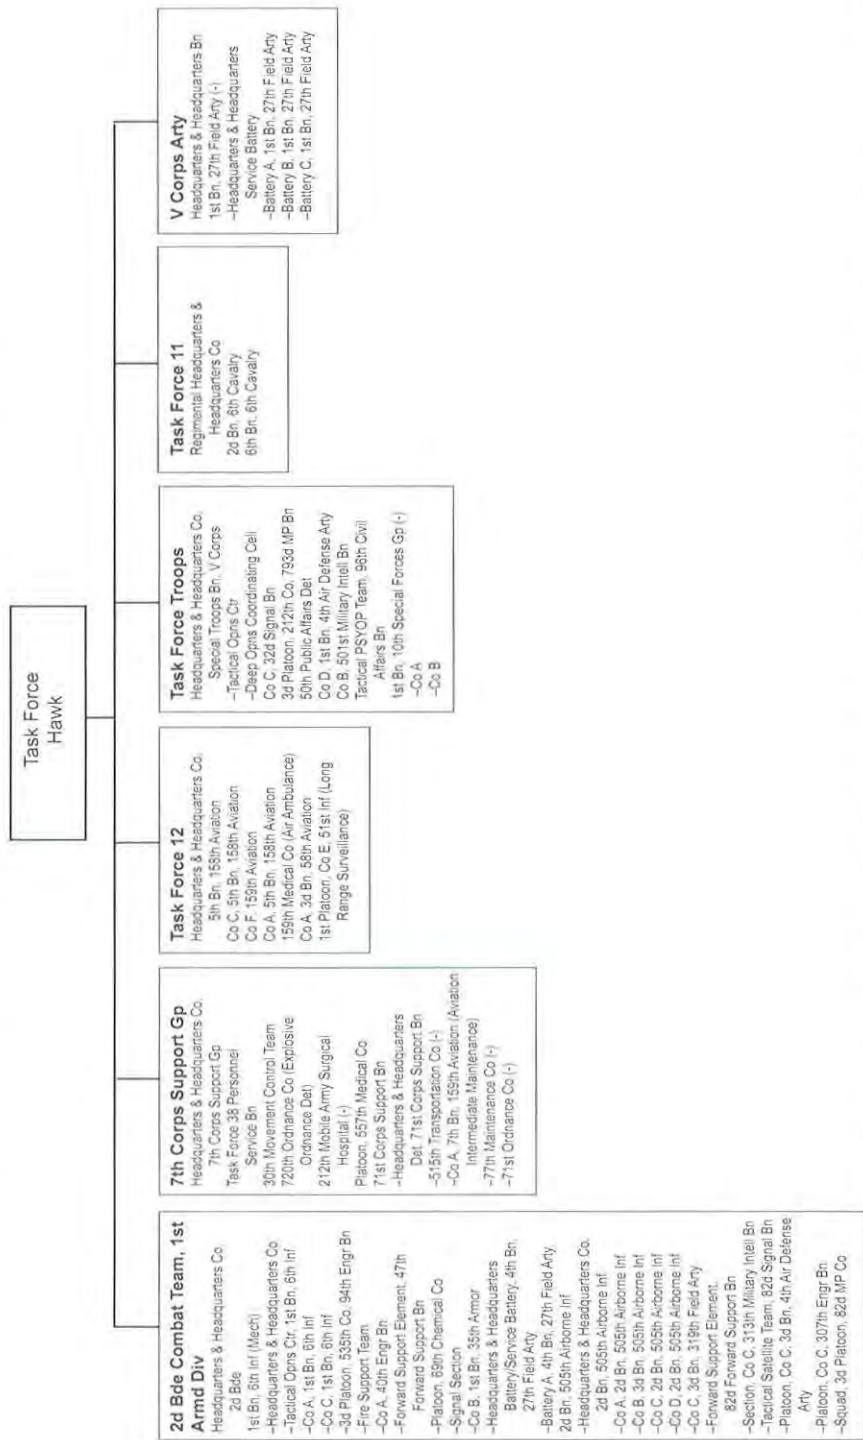 Task Force
Hawk
2d Bde Combat Team, 1st
Armd Div
Headquarters & Headquarters Co,
2d Bde
1st Bn, 6th Inf (Mech)
–Headquarters & Headquarters Co
–Tactical Opns Ctr, 1st Bn, 6th Inf
–Co A, 1st Bn, 6th Inf
–Co C, 1st Bn, 6th Inf
–3d Platoon, 535th Co, 94th Engr Bn
–Fire Support Team
–Co A, 40th Engr Bn
–Forward Support Element, 47th
Forward Support Bn
–Platoon, 69th Chemical Co
–Signal Section
–Co B, 1st Bn, 35th Armor
–Headquarters & Headquarters
Battery/Service Battery, 4th Bn,
27th Field Arty
–Battery A, 4th Bn, 27th Field Arty
2d Bn, 505th Airborne Inf
–Headquarters & Headquarters Co,
2d Bn, 505th Airborne Inf
–Co A, 2d Bn, 505th Airborne Inf
–Co B, 3d Bn, 505th Airborne Inf
–Co C, 2d Bn, 505th Airborne Inf
–Co D, 2d Bn, 505th Airborne Inf
–Co C, 3d Bn, 319th Field Arty
–Forward Support Element,
82d Forward Support Bn
–Section, Co C, 313th Military Intell Bn
–Tactical Satellite Team, 82d Signal Bn
–Platoon, Co C, 3d Bn, 4th Air Defense
Arty
–Platoon, Co C, 307th Engr Bn
–Squad, 3d Platoon, 82d MP Co
7th Corps Support Gp
Headquarters & Headquarters Co,
7th Corps Support Gp
Task Force 38 Personnel
Service Bn
30th Movement Control Team
720th Ordnance Co (Explosive
Ordnance Det)
212th Mobile Army Surgical
Hospital (-)
Platoon, 557th Medical Co
71st Corps Support Bn
–Headquarters & Headquarters
Det, 71st Corps Support Bn
–515th Transportation Co (-)
–Co A, 7th Bn, 159th Aviation (Aviation
Intermediate Maintenance)
–77th Maintenance Co (-)
–71st Ordnance Co (-)
Task Force 12
Headquarters & Headquarters Co,
5th Bn, 158th Aviation
Co C, 5th Bn, 158th Aviation
Co F, 159th Aviation
Co A, 5th Bn, 158th Aviation
159th Medical Co (Air Ambulance)
Co A, 3d Bn, 58th Aviation
1st Platoon, Co E, 51st Inf (Long
Range Surveillance)
Task Force Troops
Headquarters & Headquarters Co,
Special Troops Bn, V Corps
–Tactical Opns Ctr
–Deep Opns Coordinating Cell
Co C, 32d Signal Bn
3d Platoon, 212th Co, 793d MP Bn
50th Public Affairs Det
Co D, 1st Bn, 4th Air Defense Arty
Co B, 501st Military Intell Bn
Tactical PSYOP Team, 96th Civil
Affairs Bn
1st Bn, 10th Special Forces Gp (-)
–Co A
–Co B
Task Force 11
Regimental Headquarters &
Headquarters Co
2d Bn, 6th Cavalry
6th Bn, 6th Cavalry
V Corps Arty
Headquarters & Headquarters Bn
1st Bn, 27th Field Arty (-)
–Headquarters & Headquarters
Service Battery
–Battery A, 1st Bn, 27th Field Arty
–Battery B, 1st Bn, 27th Field Arty
–Battery C, 1st Bn, 27th Field Arty